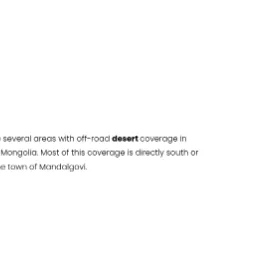 several areas with off-road desert coverage in
Mongolia. Most of this coverage is directly south or
town of Mandalgovi.